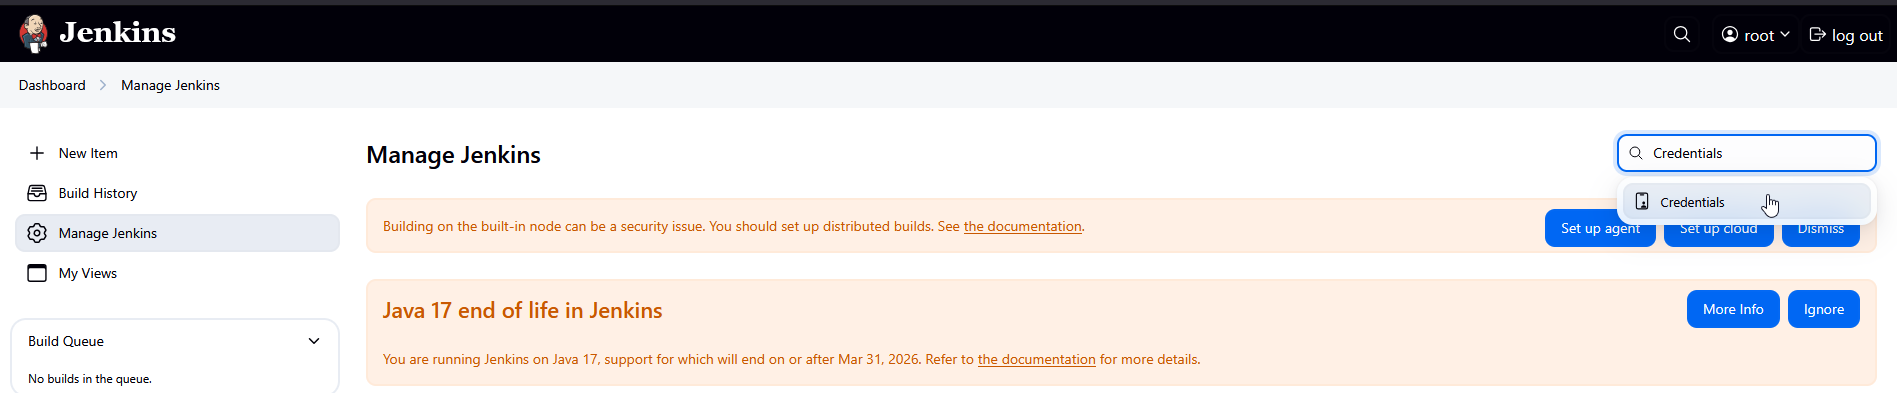 Jenkins
root
log out
Dashboard
Manage Jenkins
New Item
Build History
Manage Jenkins
My Views
Build Queue
No builds in the queue.
Manage Jenkins
Credentials
Credentials
Building on the built-in node can be a security issue. You should set up distributed builds. See the documentation.
Set up agent
Set up cloud
Dismiss
Java 17 end of life in Jenkins
More Info
Ignore
You are running Jenkins on Java 17, support for which will end on or after Mar 31, 2026. Refer to the documentation for more details.